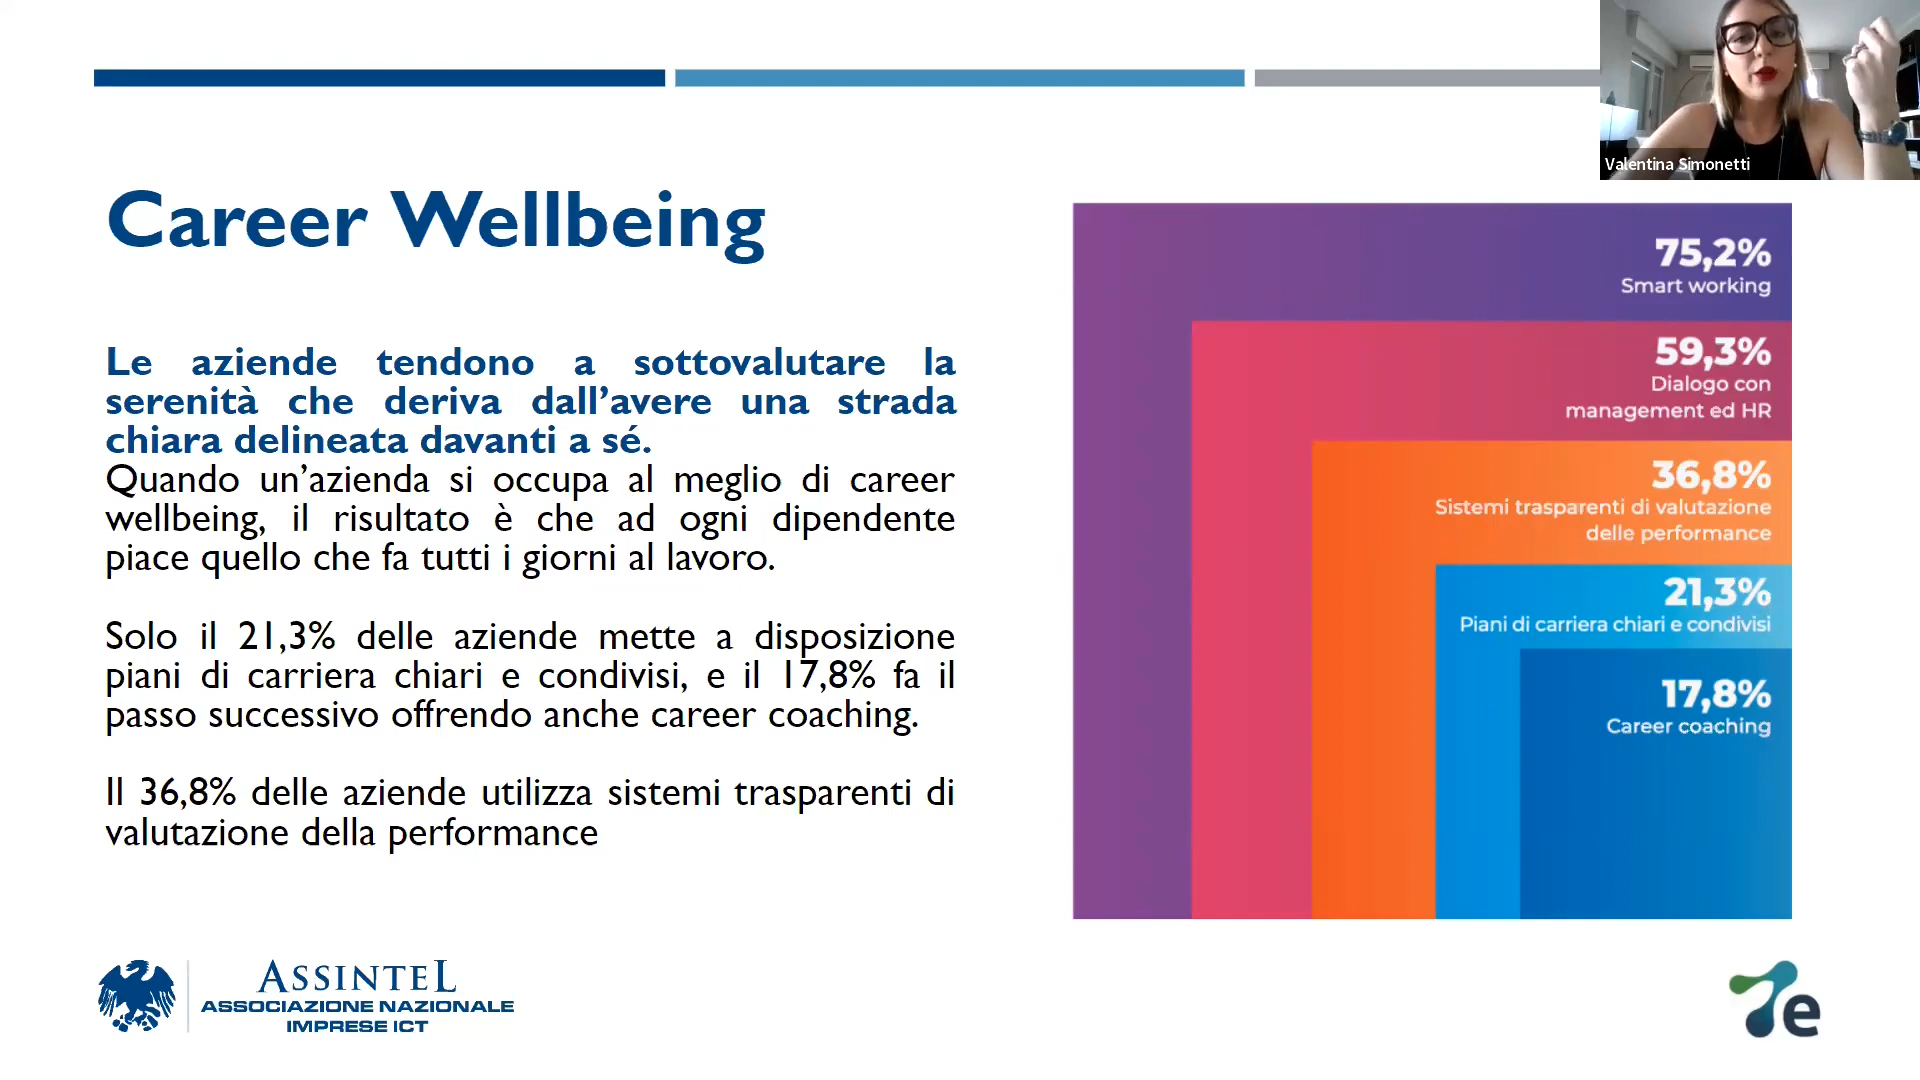 Valentina Simonetti
Career Wellbeing
Le aziende tendono a sottovalutare la
serenità che deriva dall’avere una strada
chiara delineata davanti a sé.
Quando un’azienda si occupa al meglio di career
wellbeing, il risultato è che ad ogni dipendente
piace quello che fa tutti i giorni al lavoro.
Solo il 21,3% delle aziende mette a disposizione
piani di carriera chiari e condivisi, e il 17,8% fa il
passo successivo offrendo anche career coaching.
Il 36,8% delle aziende utilizza sistemi trasparenti di
valutazione della performance
75,2%
Smart working
59,3%
Dialogo con
management ed HR
36,8%
Sistemi trasparenti di valutazione
delle performance
21,3%
Piani di carriera chiari e condivisi
17,8%
Career coaching
ASSINTEL
ASSOCIAZIONE NAZIONALE
IMPRESE ICT
e